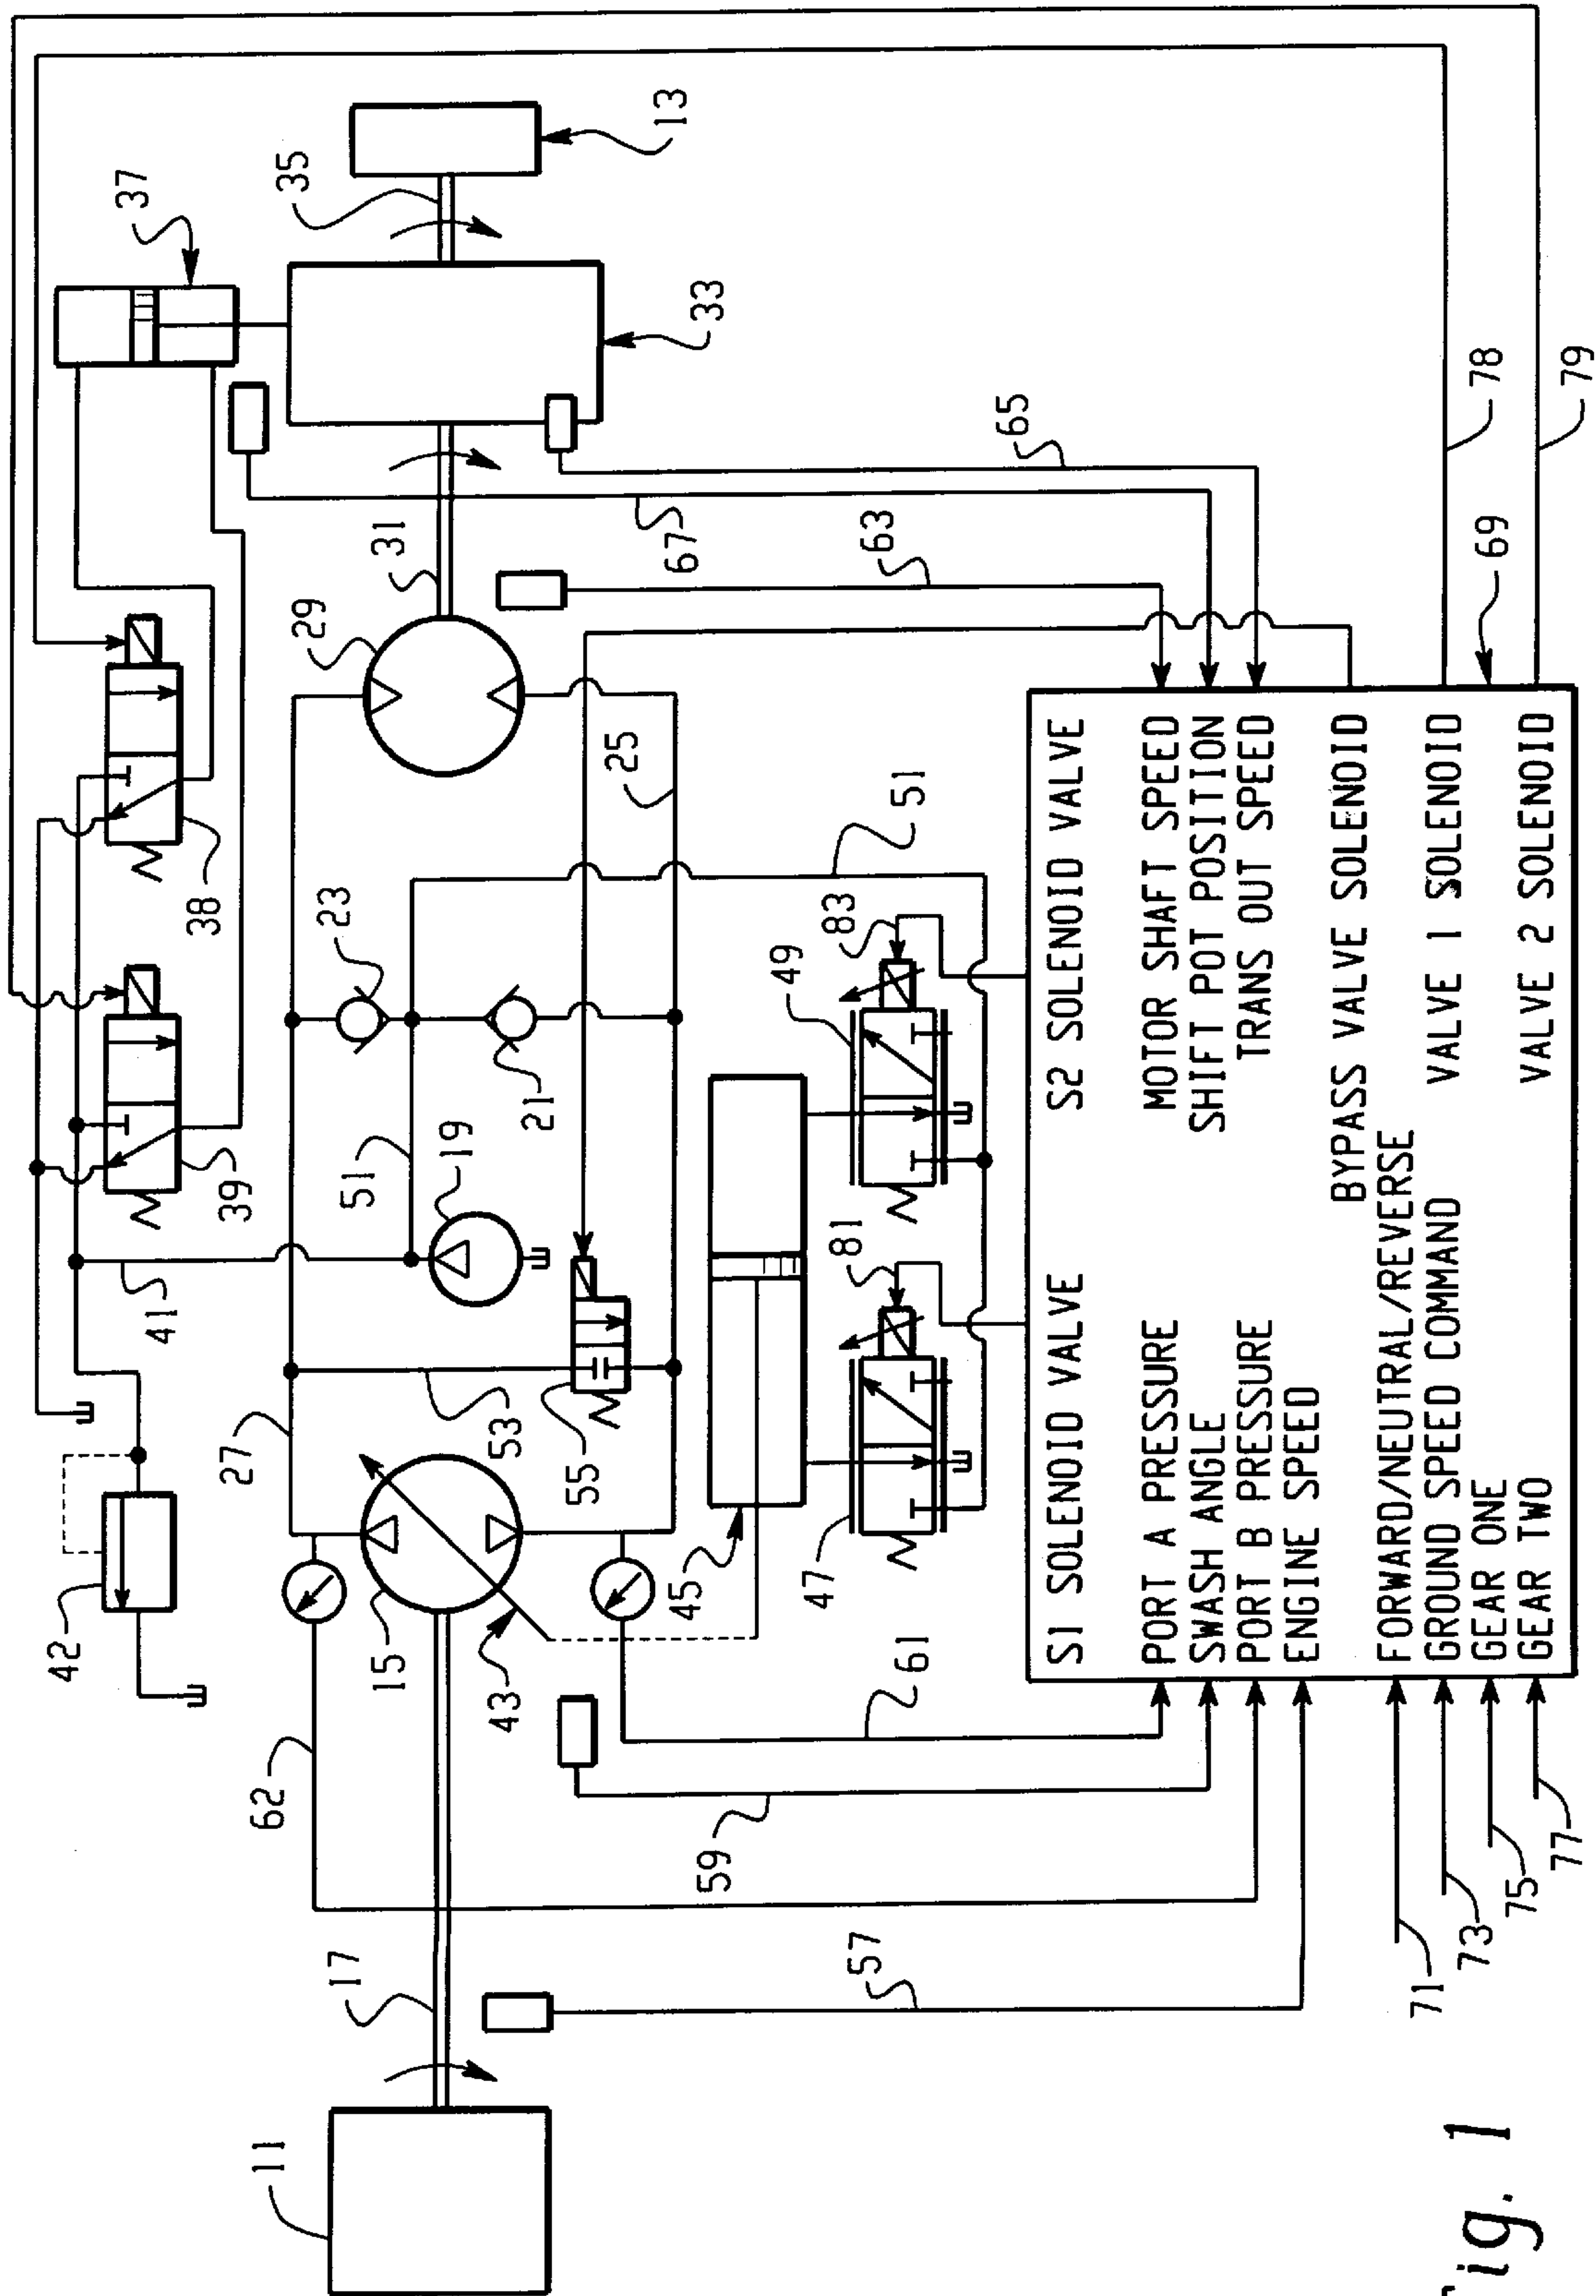 11
17
57
62
59
61
43
15
42
27
41
53
55
45
47
81
49
83
51
19
21
23
39
38
51
25
29
31
37
35
13
33
67
63
65
69
78
79
S1 SOLENOID VALVE
S2 SOLENOID VALVE
PORT A PRESSURE
MOTOR SHAFT SPEED
SWASH ANGLE
SHIFT POT POSITION
PORT B PRESSURE
TRANS OUT SPEED
ENGINE SPEED
BYPASS VALVE SOLENOID
FORWARD/NEUTRAL/REVERSE
GROUND SPEED COMMAND
VALVE 1 SOLENOID
GEAR ONE
GEAR TWO
VALVE 2 SOLENOID
71
73
75
77
Fig. 1